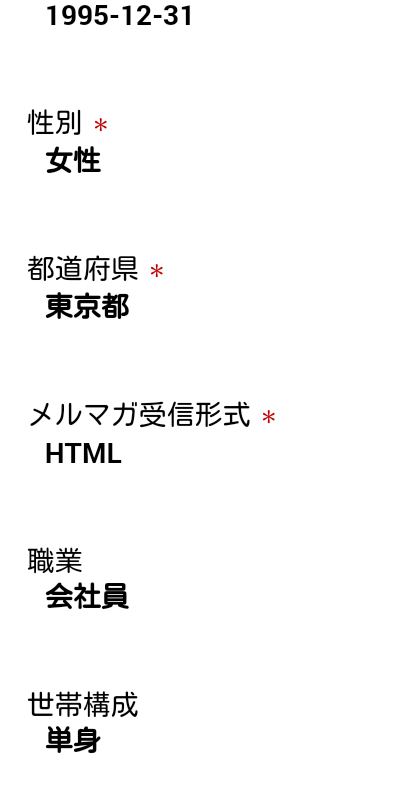 1995-12-31
性別 *
女性
都道府県 *
東京都
メルマガ受信形式 *
HTML
職業
会社員
世帯構成
単身